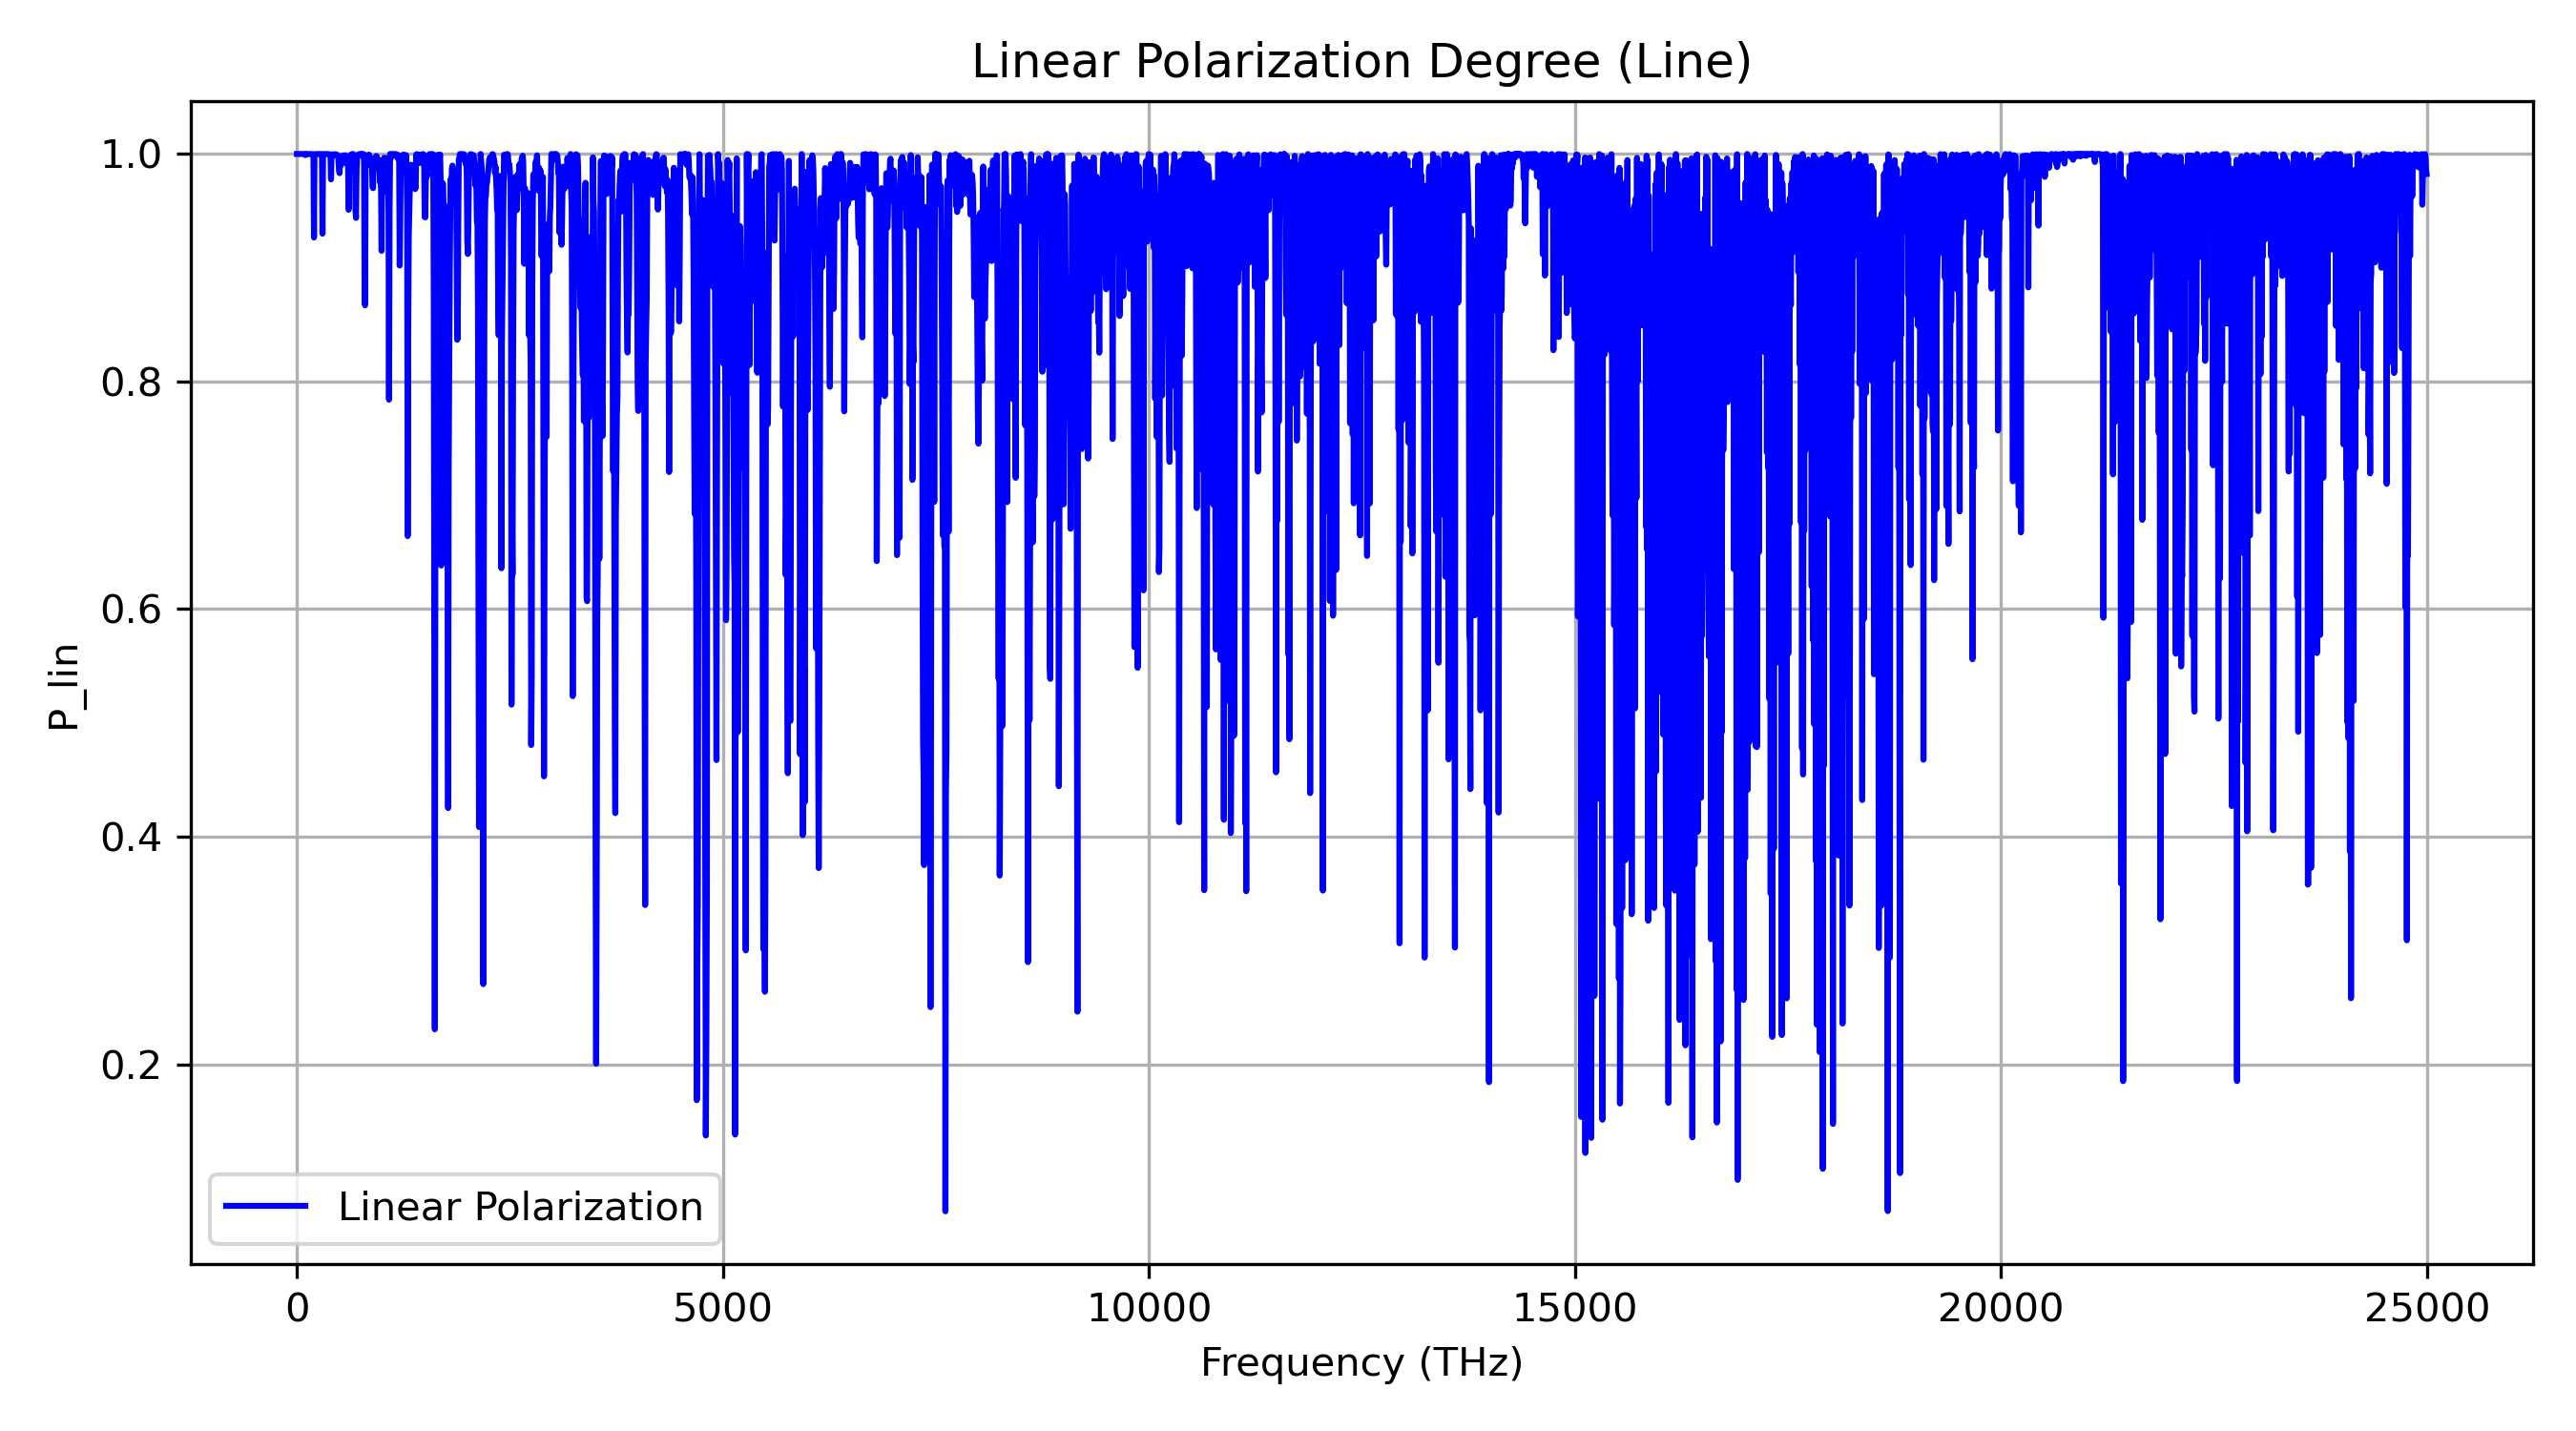 Linear Polarization Degree (Line)
1.0
0.8
0.6
0.4
0.2
P_lin
Linear Polarization
0 5000 10000 15000 20000 25000
Frequency (THz)